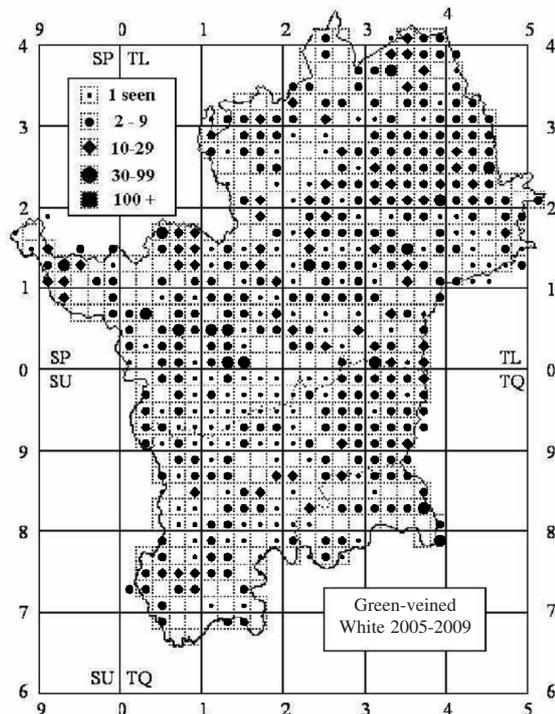 9 0 1 2 3 4 5
4 SP TL 4
1 seen
2 - 9
10-29
30-99
100 +
3 3
2 2
1 1
SP TL
0 0
SU TQ
9 9
8 8
7 7
Green-veined
White 2005-2009
SU TQ
6 6
9 0 1 2 3 4 5